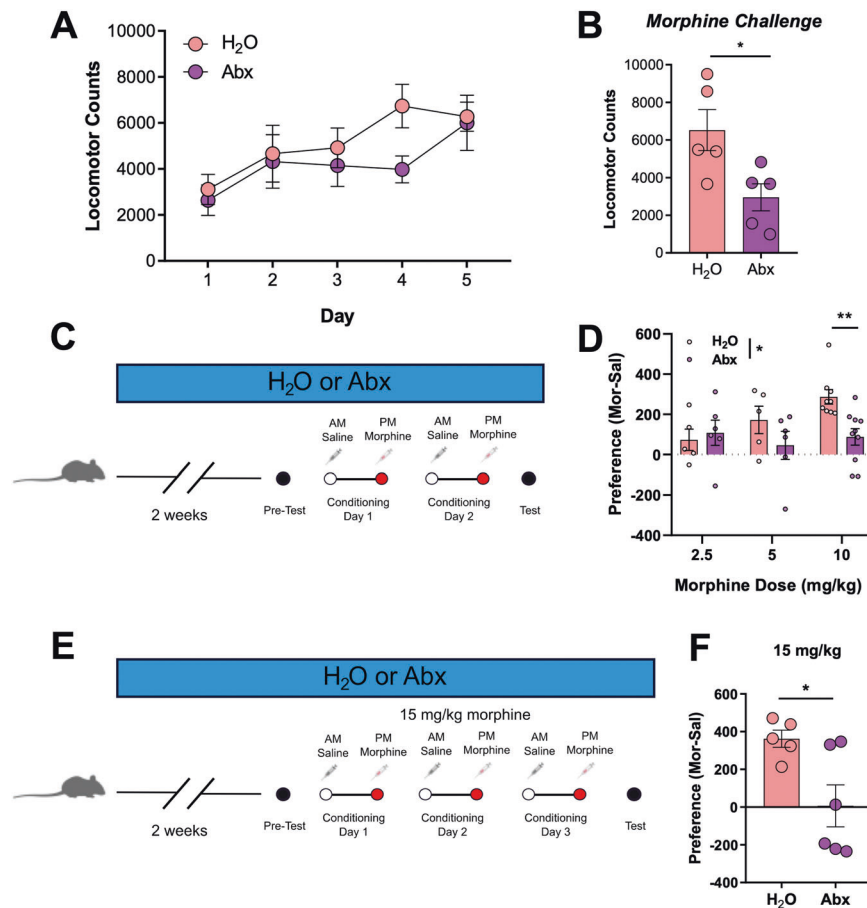 A
10000
8000
6000
4000
2000
0
Locomotor Counts
H₂O
Abx
1 2 3 4 5
Day
B
Morphine Challenge
*
10000
8000
6000
4000
2000
0
Locomotor Counts
H₂O Abx
C
H₂O or Abx
AM Saline
PM Morphine
AM Saline
PM Morphine
2 weeks
Pre-Test
Conditioning Day 1
Conditioning Day 2
Test
D
600
400
200
0
-200
-400
Preference (Mor-Sal)
H₂O
Abx
*
**
2.5 5 10
Morphine Dose (mg/kg)
E
H₂O or Abx
15 mg/kg morphine
AM Saline
PM Morphine
AM Saline
PM Morphine
AM Saline
PM Morphine
2 weeks
Pre-Test
Conditioning Day 1
Conditioning Day 2
Conditioning Day 3
Test
F
15 mg/kg
*
600
400
200
0
-200
-400
Preference (Mor-Sal)
H₂O Abx